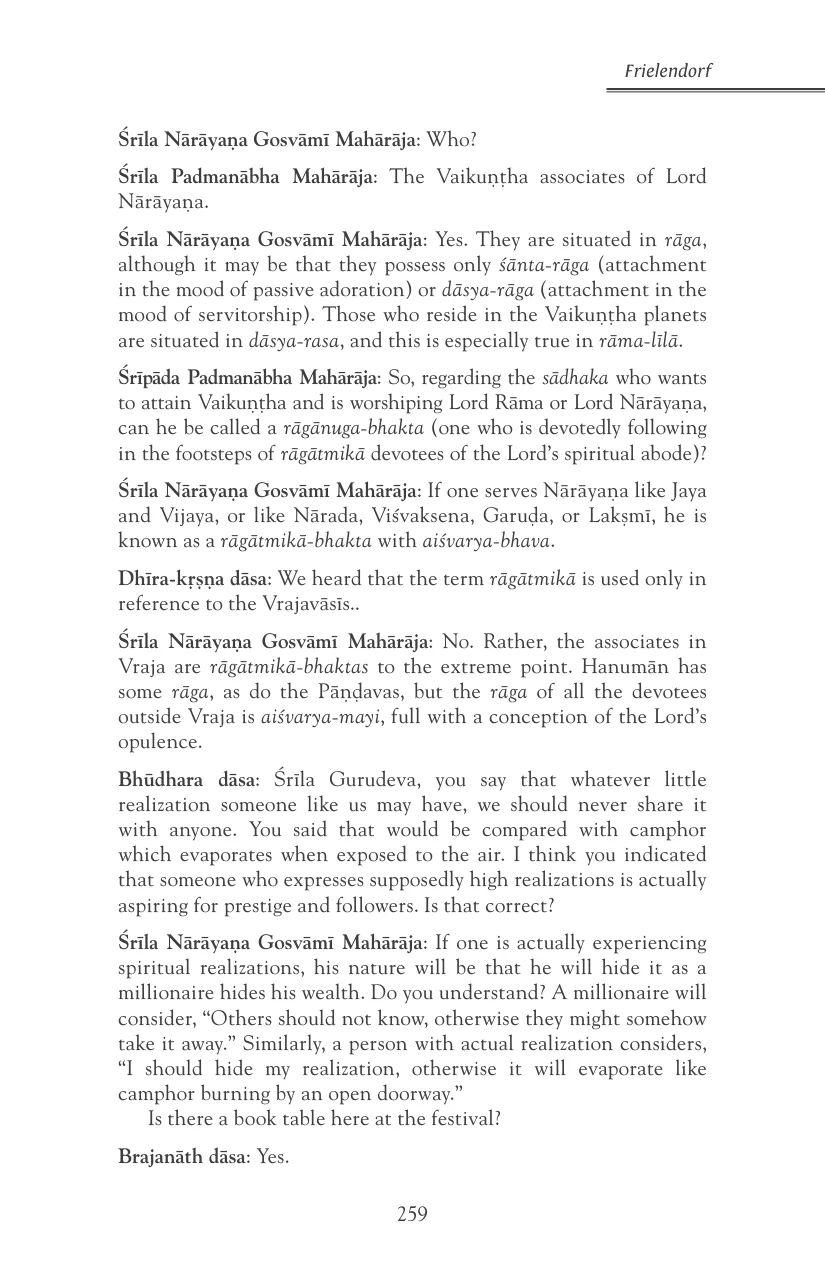 Frielendorf
Śrīla Nārāyaṇa Gosvāmī Mahārāja: Who?
Śrīla Padmanābha Mahārāja: The Vaikuṇṭha associates of Lord
Nārāyaṇa.
Śrīla Nārāyaṇa Gosvāmī Mahārāja: Yes. They are situated in rāga,
although it may be that they possess only śānta-rāga (attachment
in the mood of passive adoration) or dāsya-rāga (attachment in the
mood of servitorship). Those who reside in the Vaikuṇṭha planets
are situated in dāsya-rasa, and this is especially true in rāma-līlā.
Śrīpāda Padmanābha Mahārāja: So, regarding the sādhaka who wants
to attain Vaikuṇṭha and is worshiping Lord Rāma or Lord Nārāyaṇa,
can he be called a rāgānuga-bhakta (one who is devotedly following
in the footsteps of rāgātmikā devotees of the Lord’s spiritual abode)?
Śrīla Nārāyaṇa Gosvāmī Mahārāja: If one serves Nārāyaṇa like Jaya
and Vijaya, or like Nārada, Viśvaksena, Garuḍa, or Lakṣmī, he is
known as a rāgātmikā-bhakta with aiśvarya-bhava.
Dhīra-kṛṣṇa dāsa: We heard that the term rāgātmikā is used only in
reference to the Vrajavāsīs..
Śrīla Nārāyaṇa Gosvāmī Mahārāja: No. Rather, the associates in
Vraja are rāgātmikā-bhaktas to the extreme point. Hanumān has
some rāga, as do the Pāṇḍavas, but the rāga of all the devotees
outside Vraja is aiśvarya-mayi, full with a conception of the Lord’s
opulence.
Bhūdhara dāsa: Śrīla Gurudeva, you say that whatever little
realization someone like us may have, we should never share it
with anyone. You said that would be compared with camphor
which evaporates when exposed to the air. I think you indicated
that someone who expresses supposedly high realizations is actually
aspiring for prestige and followers. Is that correct?
Śrīla Nārāyaṇa Gosvāmī Mahārāja: If one is actually experiencing
spiritual realizations, his nature will be that he will hide it as a
millionaire hides his wealth. Do you understand? A millionaire will
consider, “Others should not know, otherwise they might somehow
take it away.” Similarly, a person with actual realization considers,
“I should hide my realization, otherwise it will evaporate like
camphor burning by an open doorway.”
Is there a book table here at the festival?
Brajanāth dāsa: Yes.
259